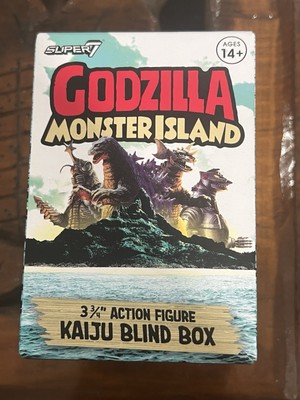 SUPER7
AGES
14+
GODZILLA
MONSTER ISLAND
3 3/4" ACTION FIGURE
KAIJU BLIND BOX